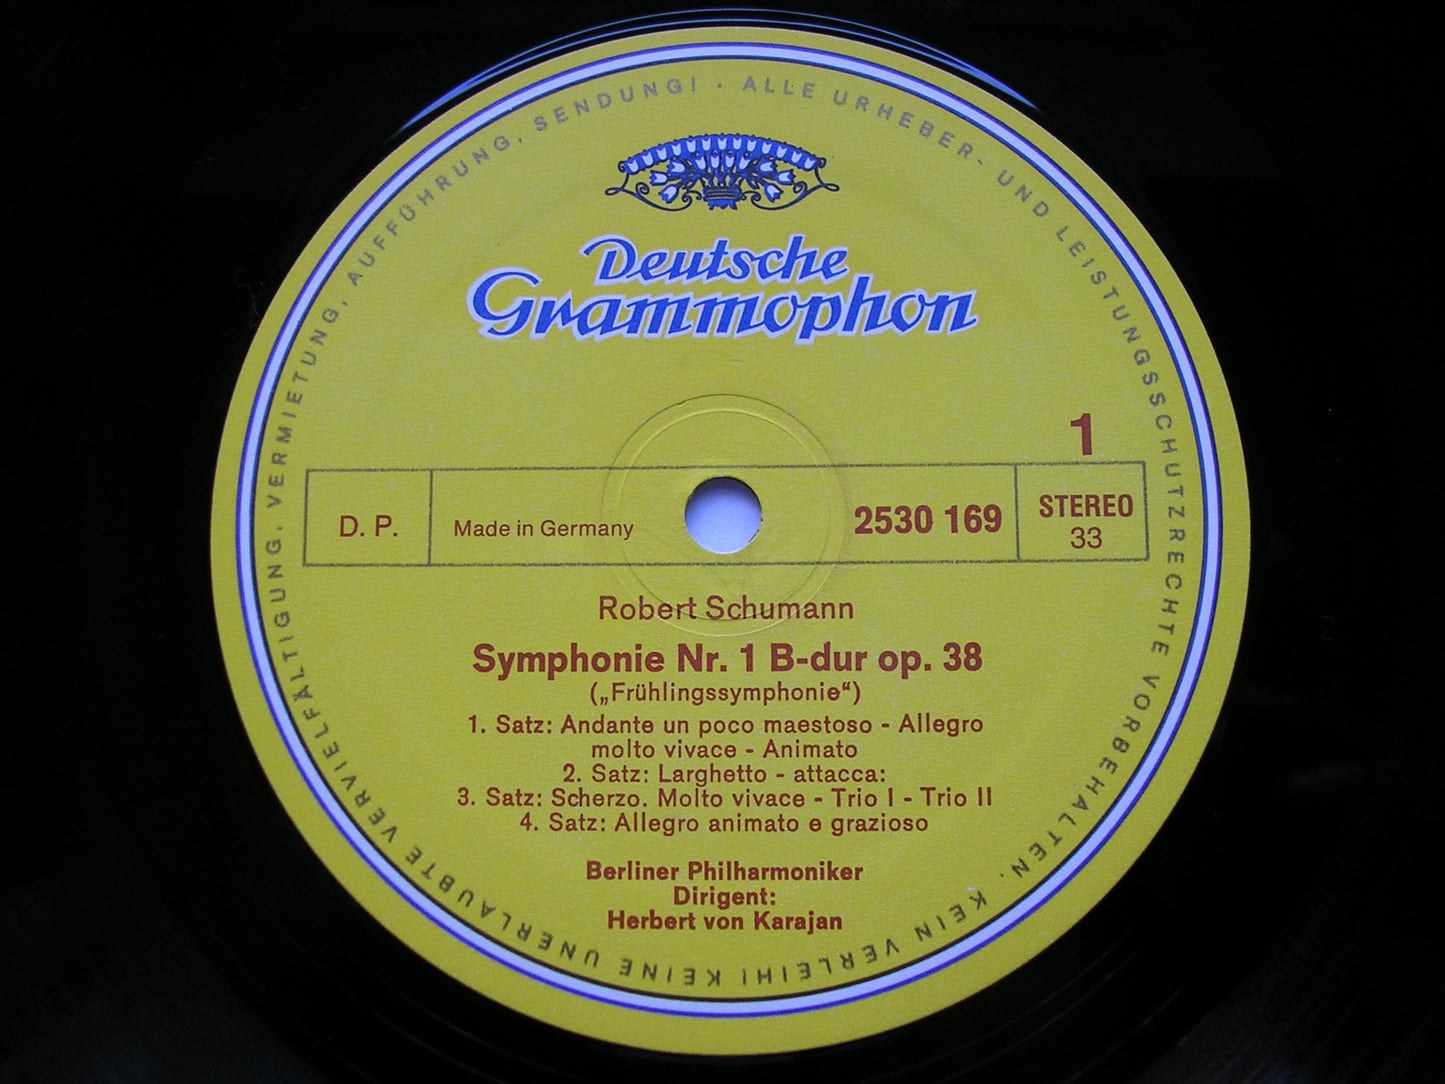 ALLE URHEBER- UND LEISTUNGSSCHUTZRECHTE VORBEHALTEN · KEIN VERLEIH! KEINE UNERLAUBTE VERVIELFÄLTIGUNG, VERMIETUNG, AUFFÜHRUNG, SENDUNG! ·
Deutsche
Grammophon
1
D. P.
Made in Germany
2530 169
STEREO
33
Robert Schumann
Symphonie Nr. 1 B-dur op. 38
(„Frühlingssymphonie“)
1. Satz: Andante un poco maestoso - Allegro
molto vivace - Animato
2. Satz: Larghetto - attacca:
3. Satz: Scherzo. Molto vivace - Trio I - Trio II
4. Satz: Allegro animato e grazioso
Berliner Philharmoniker
Dirigent:
Herbert von Karajan